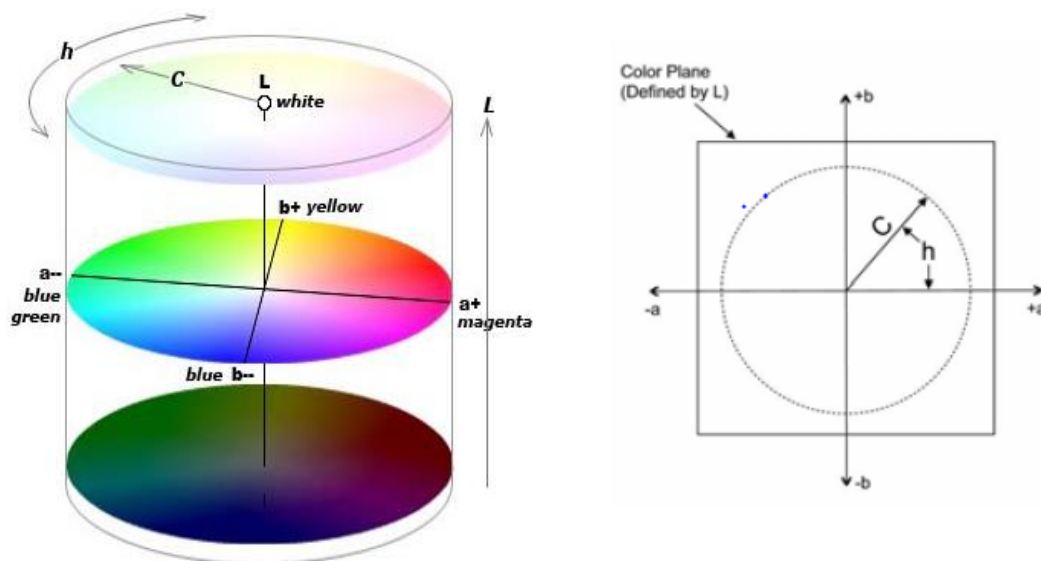 h
C
L
white
L
b+ yellow
a--
blue
green
a+
magenta
blue b--
Color Plane
(Defined by L)
+b
C
h
-a
+a
-b